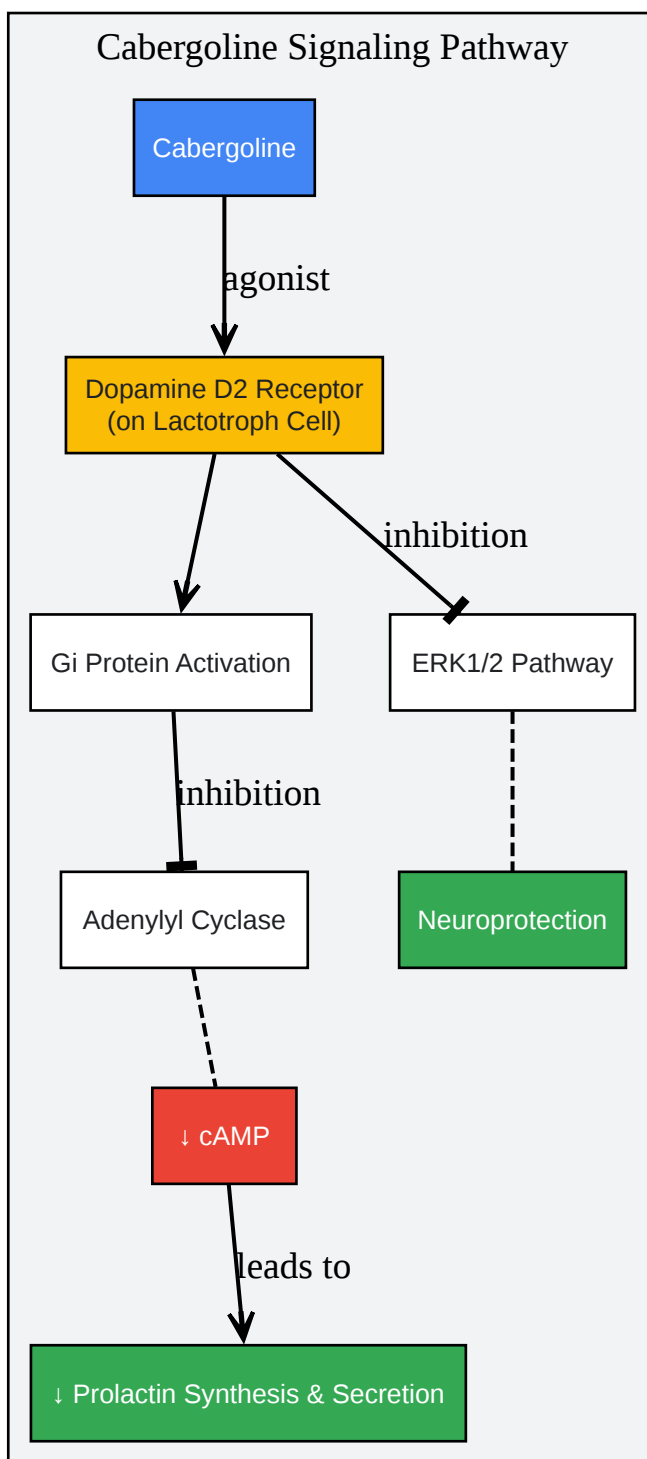 Cabergoline Signaling Pathway
Cabergoline
agonist
Dopamine D2 Receptor
(on Lactotroph Cell)
inhibition
Gi Protein Activation
ERK1/2 Pathway
inhibition
Adenylyl Cyclase
Neuroprotection
↓ cAMP
leads to
↓ Prolactin Synthesis & Secretion